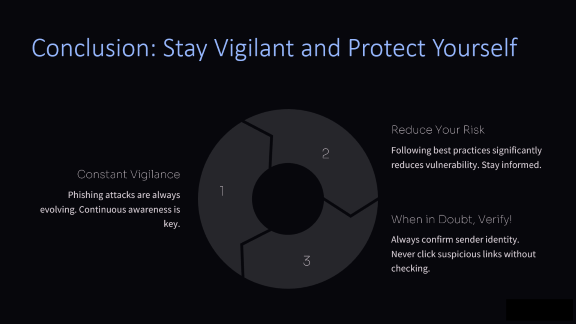 Conclusion: Stay Vigilant and Protect Yourself
Constant Vigilance
Phishing attacks are always
evolving. Continuous awareness is
key.
1
2
3
Reduce Your Risk
Following best practices significantly
reduces vulnerability. Stay informed.
When in Doubt, Verify!
Always confirm sender identity.
Never click suspicious links without
checking.